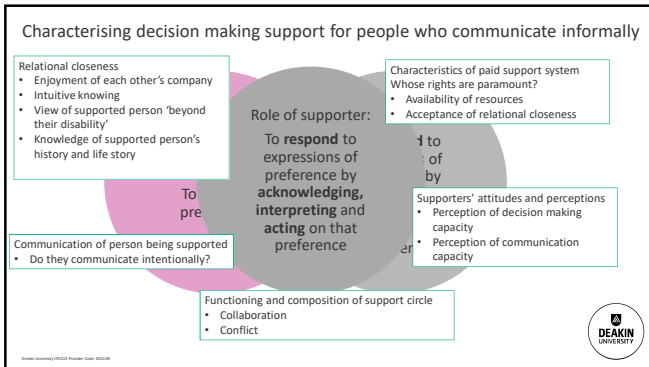 Characterising decision making support for people who communicate informally
Relational closeness
• Enjoyment of each other's company
• Intuitive knowing
• View of supported person 'beyond
their disability'
• Knowledge of supported person's
history and life story
To
pre
Communication of person being supported
• Do they communicate intentionally?
Role of supporter:
To respond to
expressions of
preference by
acknowledging,
interpreting and
acting on that
preference
Characteristics of paid support system
Whose rights are paramount?
• Availability of resources
• Acceptance of relational closeness
d to
of
by
Supporters' attitudes and perceptions
• Perception of decision making
capacity
• Perception of communication
capacity
Functioning and composition of support circle
• Collaboration
• Conflict
DEAKIN
UNIVERSITY
Deakin University CRICOS Provider Code: 00113B